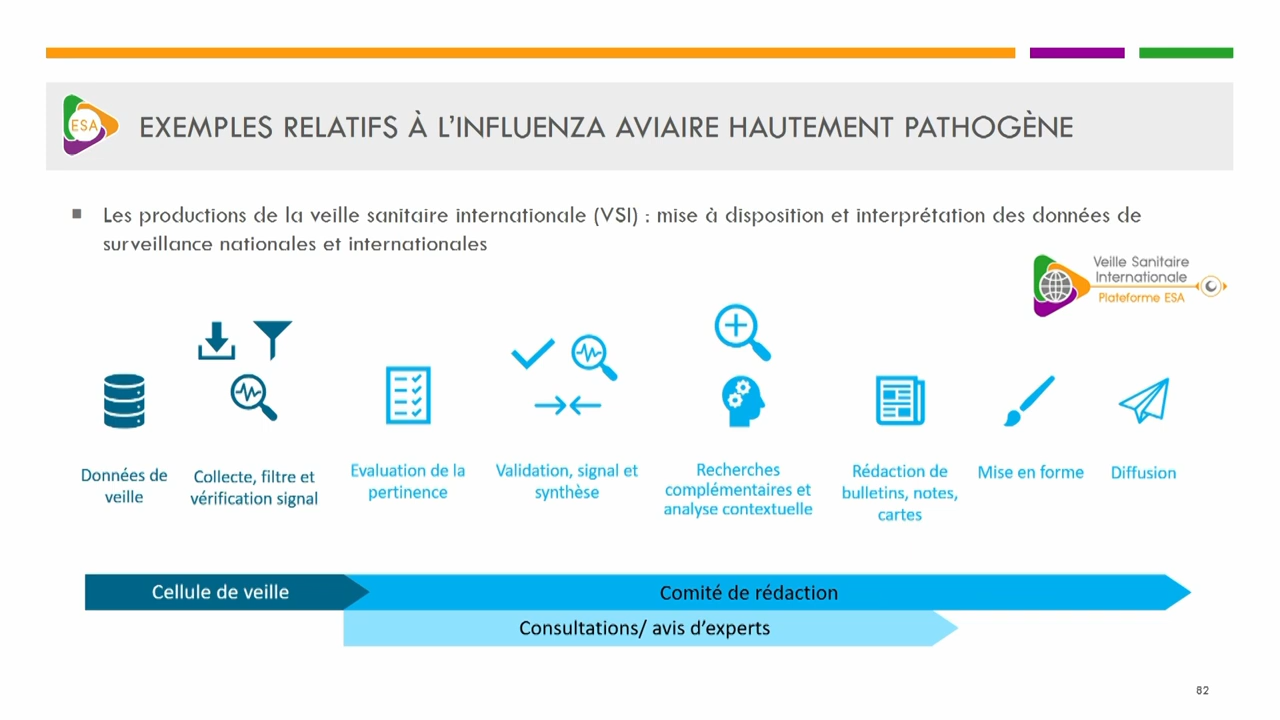 ESA
EXEMPLES RELATIFS À L'INFLUENZA AVIAIRE HAUTEMENT PATHOGÈNE
Les productions de la veille sanitaire internationale (VSI) : mise à disposition et interprétation des données de
surveillance nationales et internationales
Veille Sanitaire
Internationale
Plateforme ESA
Données de
veille
Collecte, filtre et
vérification signal
Evaluation de la
pertinence
Validation, signal et
synthèse
Recherches
complémentaires et
analyse contextuelle
Rédaction de
bulletins, notes,
cartes
Mise en forme
Diffusion
Cellule de veille
Comité de rédaction
Consultations/ avis d'experts
82